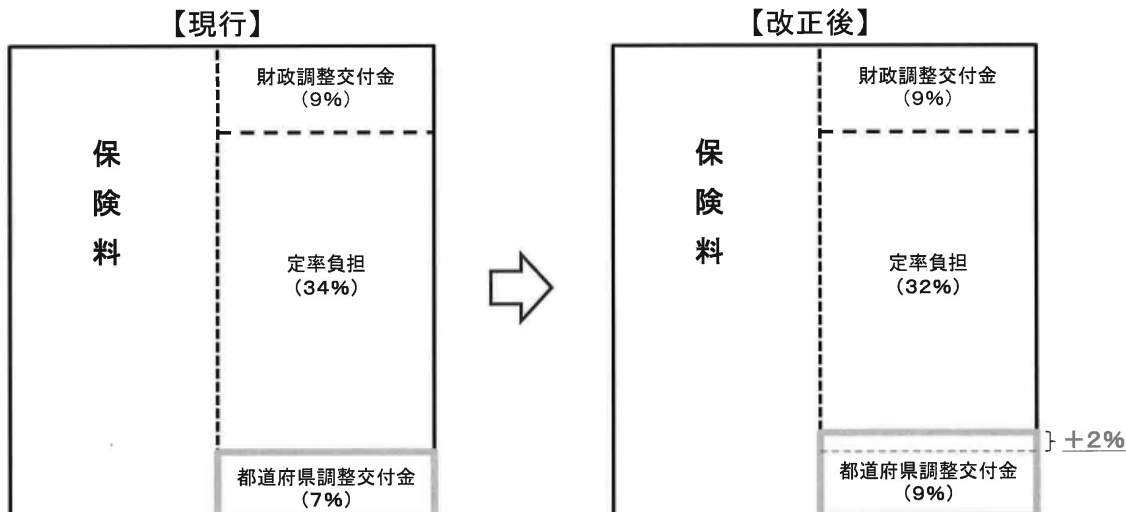 【現行】
財政調整交付金
（9%）
保険料
定率負担
（34%）
都道府県調整交付金
（7%）
【改正後】
財政調整交付金
（9%）
保険料
定率負担
（32%）
＋2%
都道府県調整交付金
（9%）